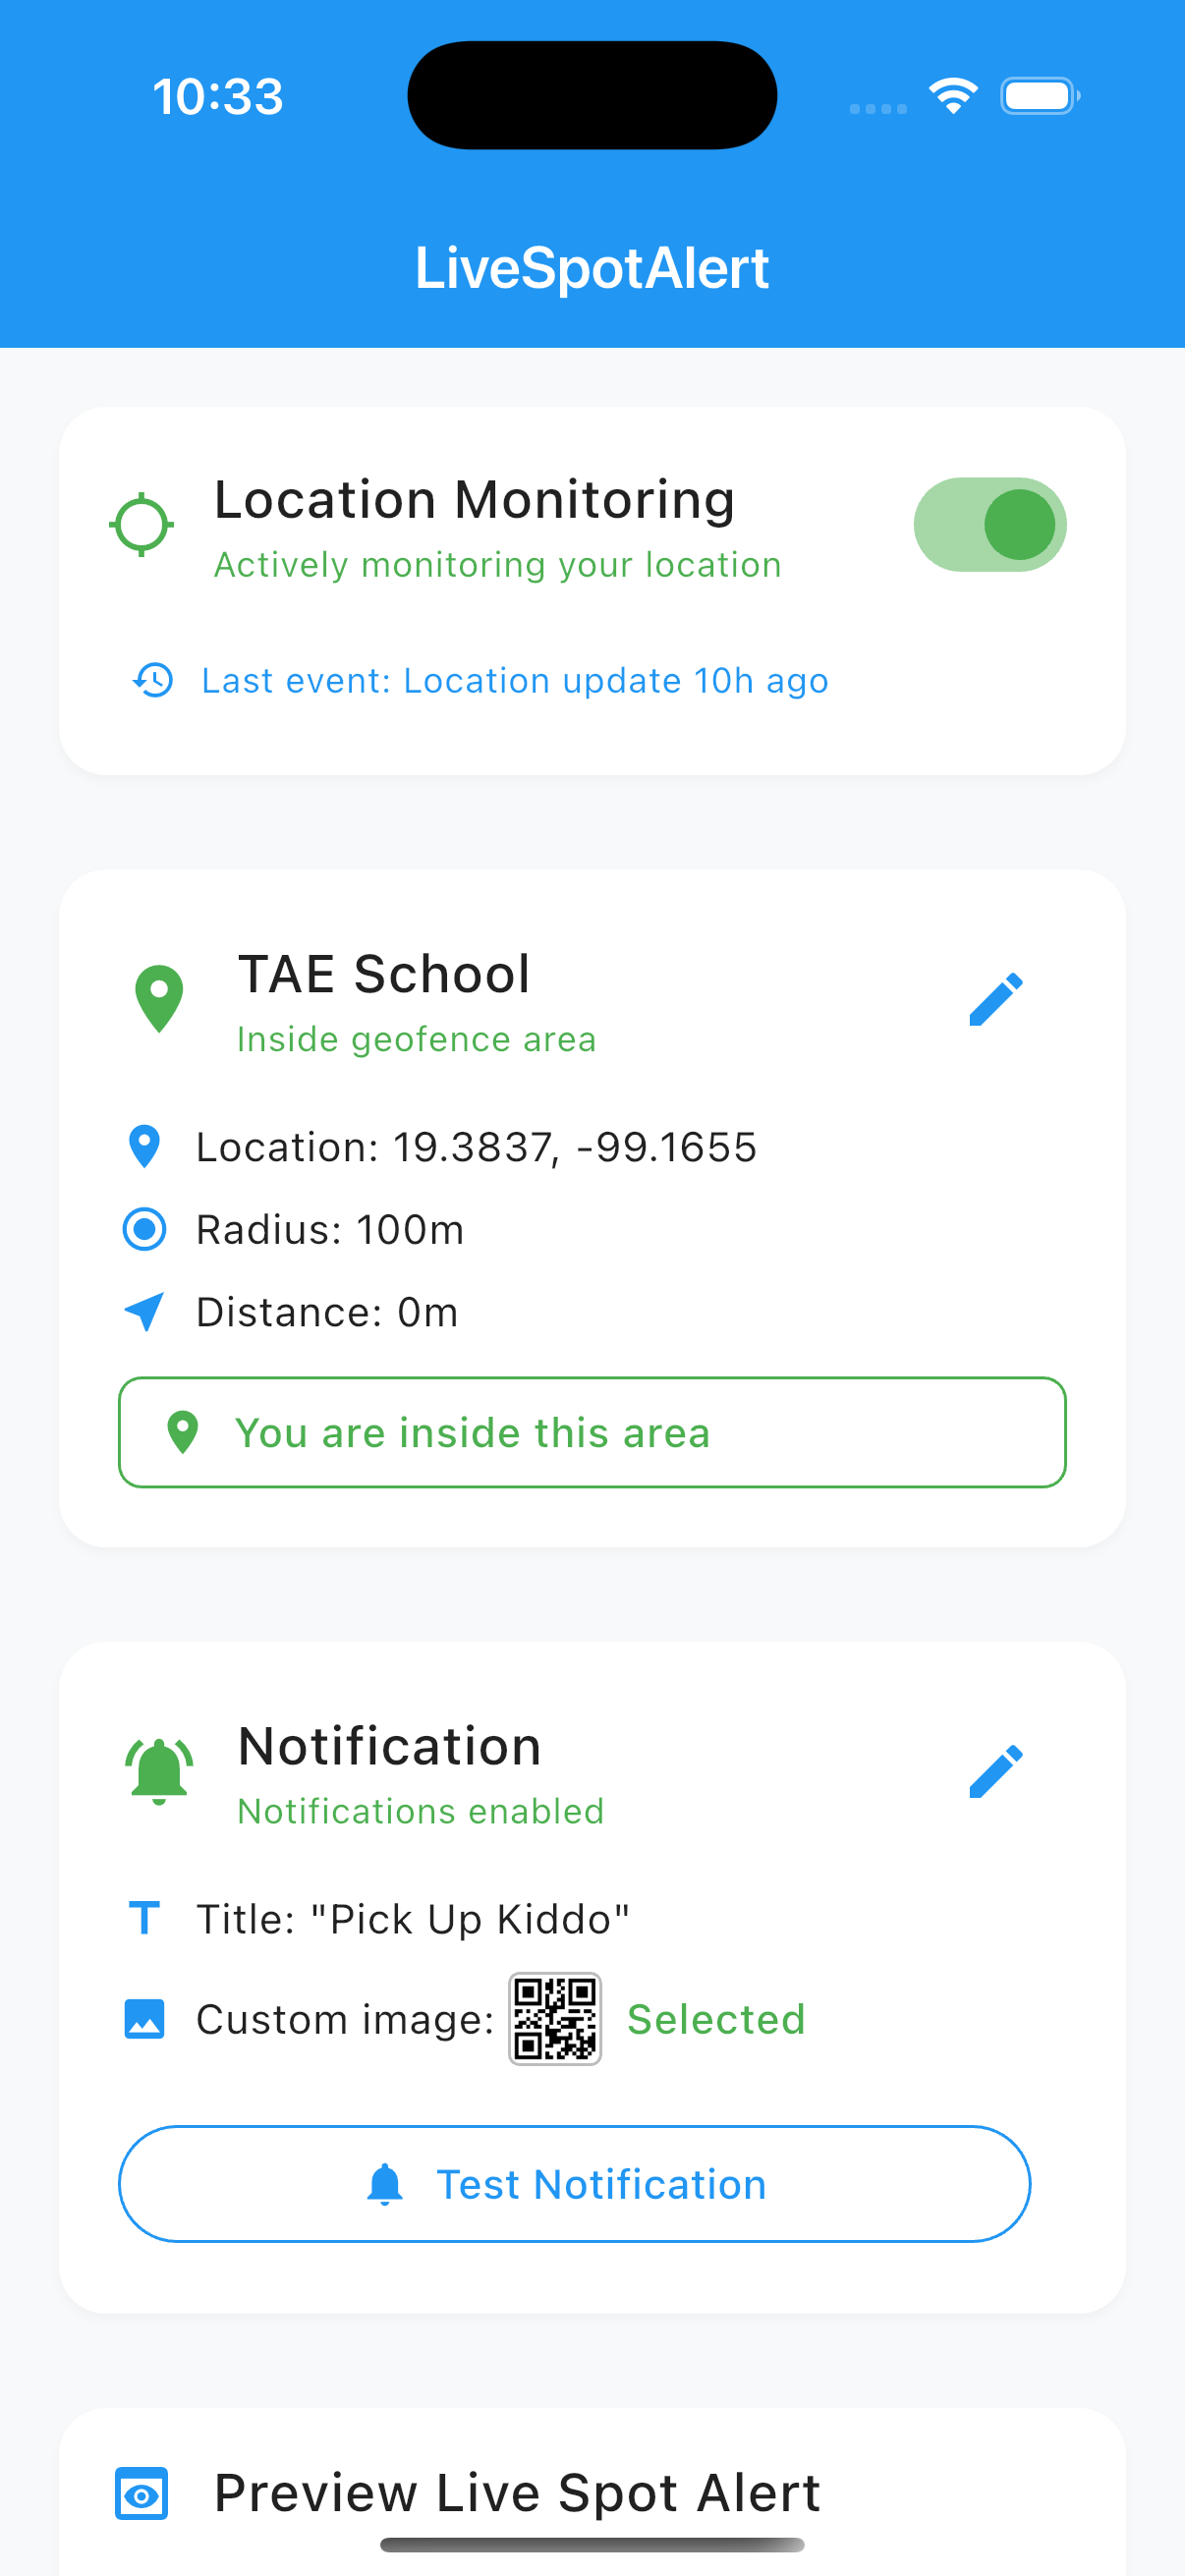 10:33
LiveSpotAlert
Location Monitoring
Actively monitoring your location
Last event: Location update 10h ago
TAE School
Inside geofence area
Location: 19.3837, -99.1655
Radius: 100m
Distance: 0m
You are inside this area
Notification
Notifications enabled
Title: "Pick Up Kiddo"
Custom image: Selected
Test Notification
Preview Live Spot Alert